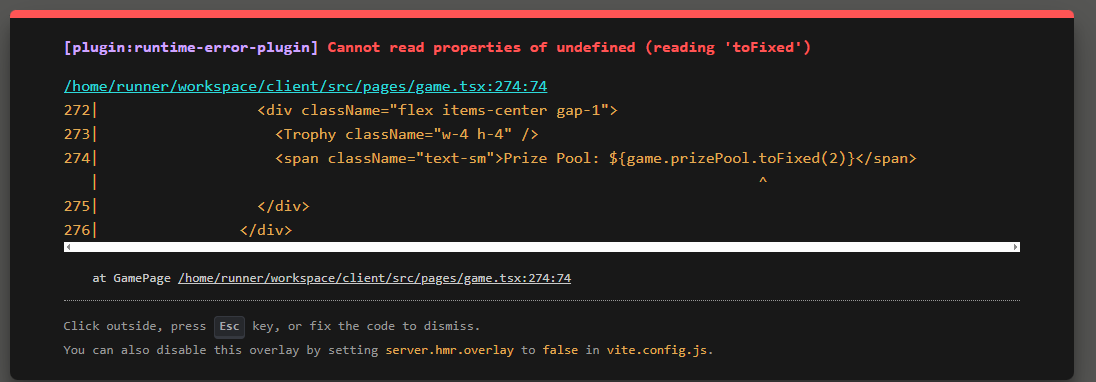 [plugin:runtime-error-plugin] Cannot read properties of undefined (reading 'toFixed')
/home/runner/workspace/client/src/pages/game.tsx:274:74
272|                  <div className="flex items-center gap-1">
273|                    <Trophy className="w-4 h-4" />
274|                    <span className="text-sm">Prize Pool: ${game.prizePool.toFixed(2)}</span>
   |                                                                           ^
275|                  </div>
276|                </div>
at GamePage /home/runner/workspace/client/src/pages/game.tsx:274:74
Click outside, press Esc key, or fix the code to dismiss.
You can also disable this overlay by setting server.hmr.overlay to false in vite.config.js.